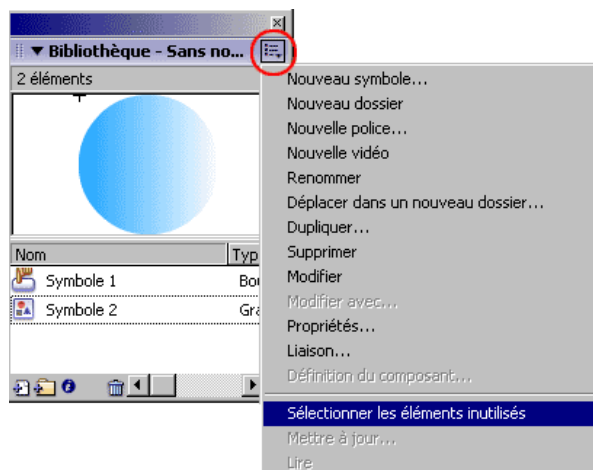 Bibliothèque - Sans no...
2 éléments
Nom Typ
Symbole 1 Bou
Symbole 2 Gra
Nouveau symbole...
Nouveau dossier
Nouvelle police...
Nouvelle vidéo
Renommer
Déplacer dans un nouveau dossier...
Dupliquer...
Supprimer
Modifier
Modifier avec...
Propriétés...
Liaison...
Définition du composant...
Sélectionner les éléments inutilisés
Mettre à jour...
Lire